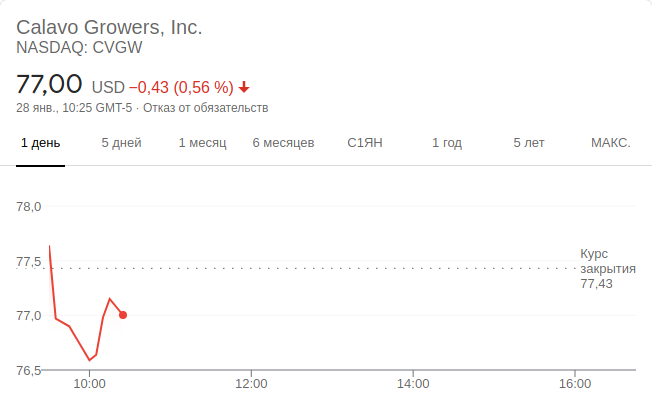 Calavo Growers, Inc.
NASDAQ: CVGW
77,00 USD −0,43 (0,56 %)
28 янв., 10:25 GMT-5 · Отказ от обязательств
1 день 5 дней 1 месяц 6 месяцев С1ЯН 1 год 5 лет МАКС.
78,0
77,5
77,0
76,5
Курс
закрытия
77,43
10:00 12:00 14:00 16:00